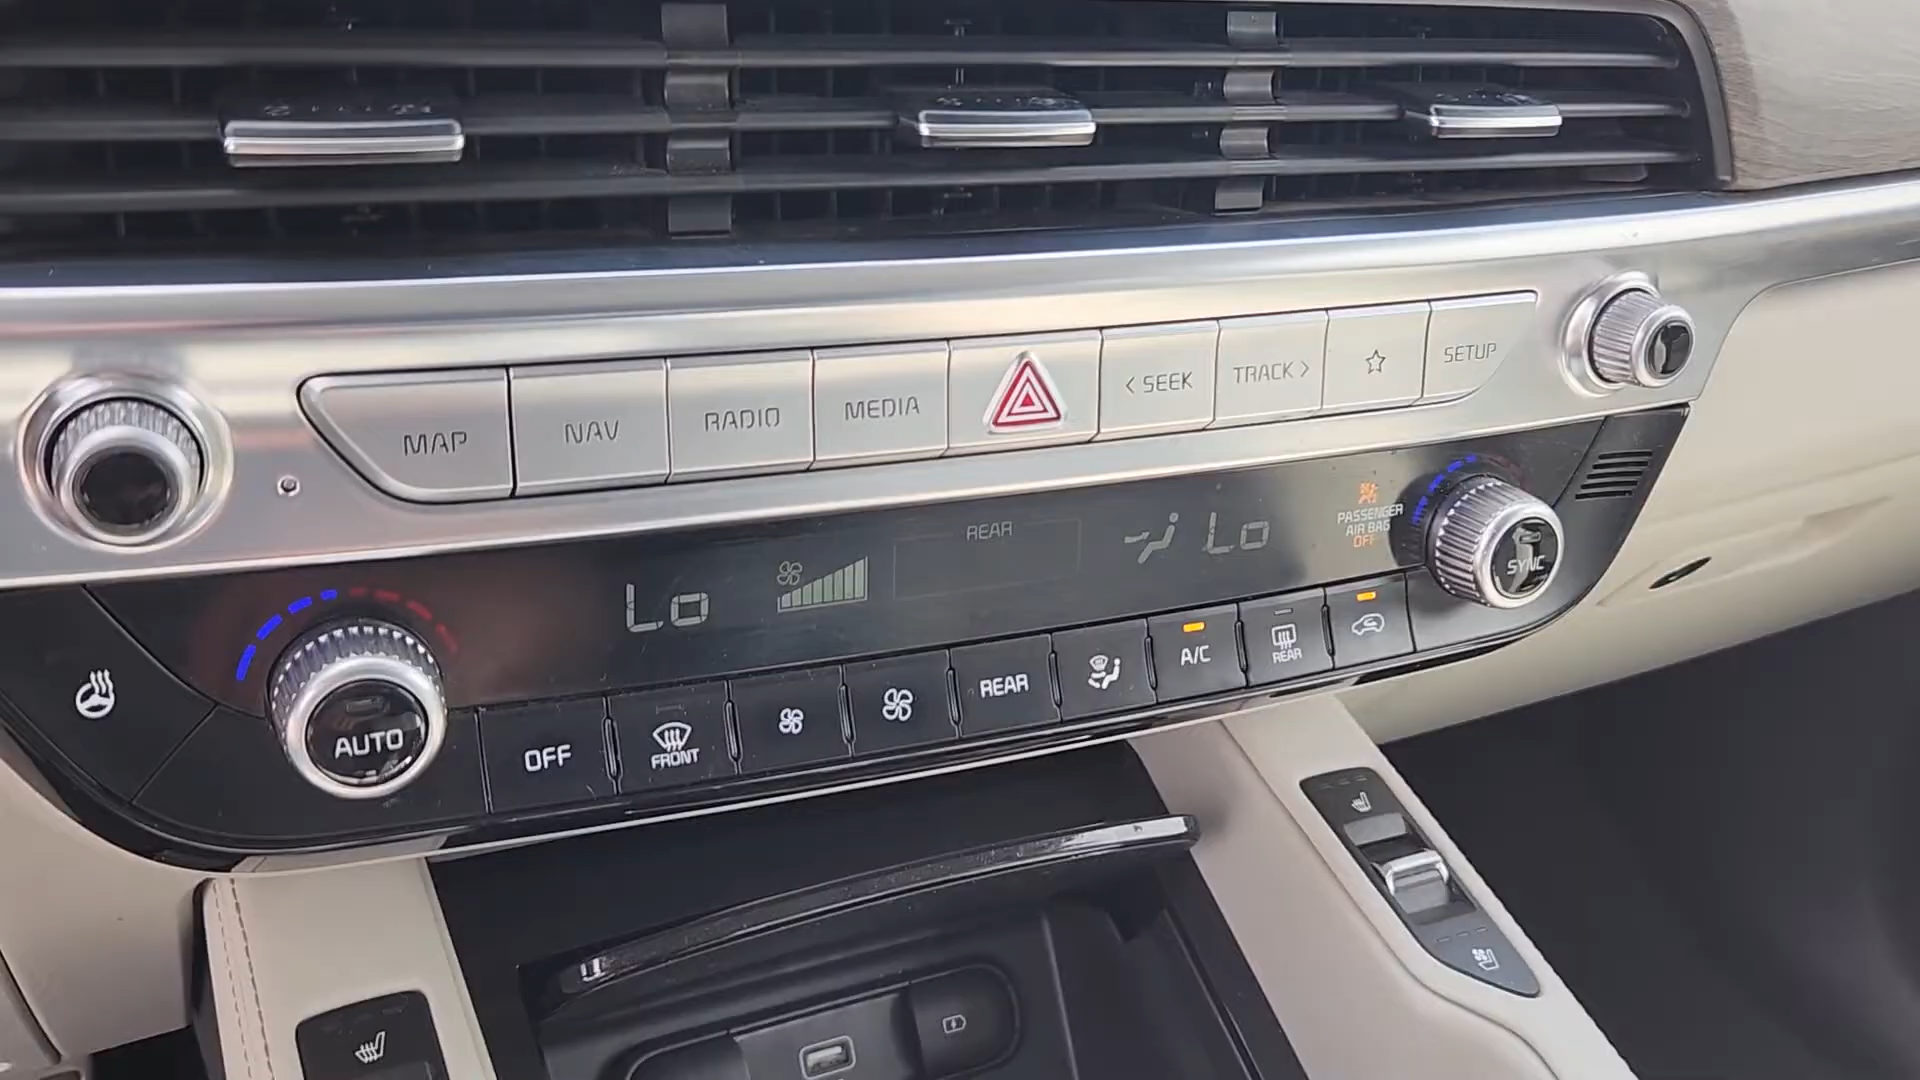 MAP
NAV
RADIO
MEDIA
< SEEK
TRACK >
SETUP
REAR
Lo
Lo
PASSENGER
AIR BAG
OFF
SYNC
AUTO
OFF
FRONT
REAR
A/C
REAR